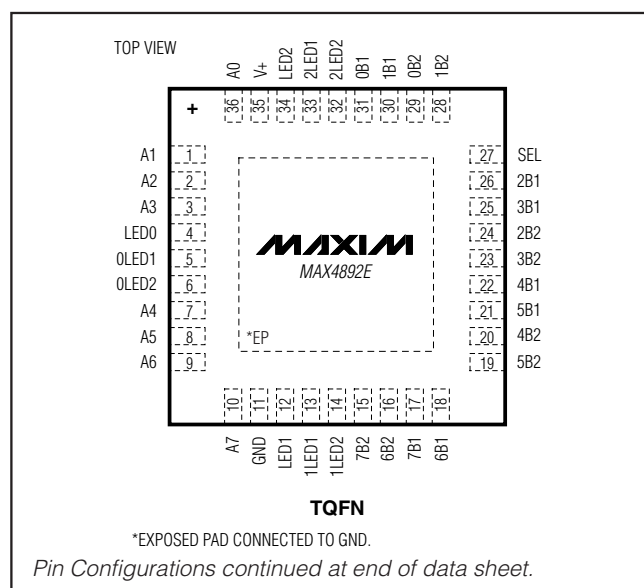 TOP VIEW
A0 V+ LED2 2LED1 2LED2 0B1 1B1 0B2 1B2
+ 36 35 34 33 32 31 30 29 28
A1 1 27 SEL
A2 2 26 2B1
A3 3 25 3B1
LED0 4 24 2B2
0LED1 5 23 3B2
0LED2 6 22 4B1
A4 7 21 5B1
A5 8 20 4B2
A6 9 19 5B2
MAXIM
MAX4892E
*EP
10 11 12 13 14 15 16 17 18
A7 GND LED1 1LED1 1LED2 7B2 6B2 7B1 6B1
TQFN
*EXPOSED PAD CONNECTED TO GND.
Pin Configurations continued at end of data sheet.